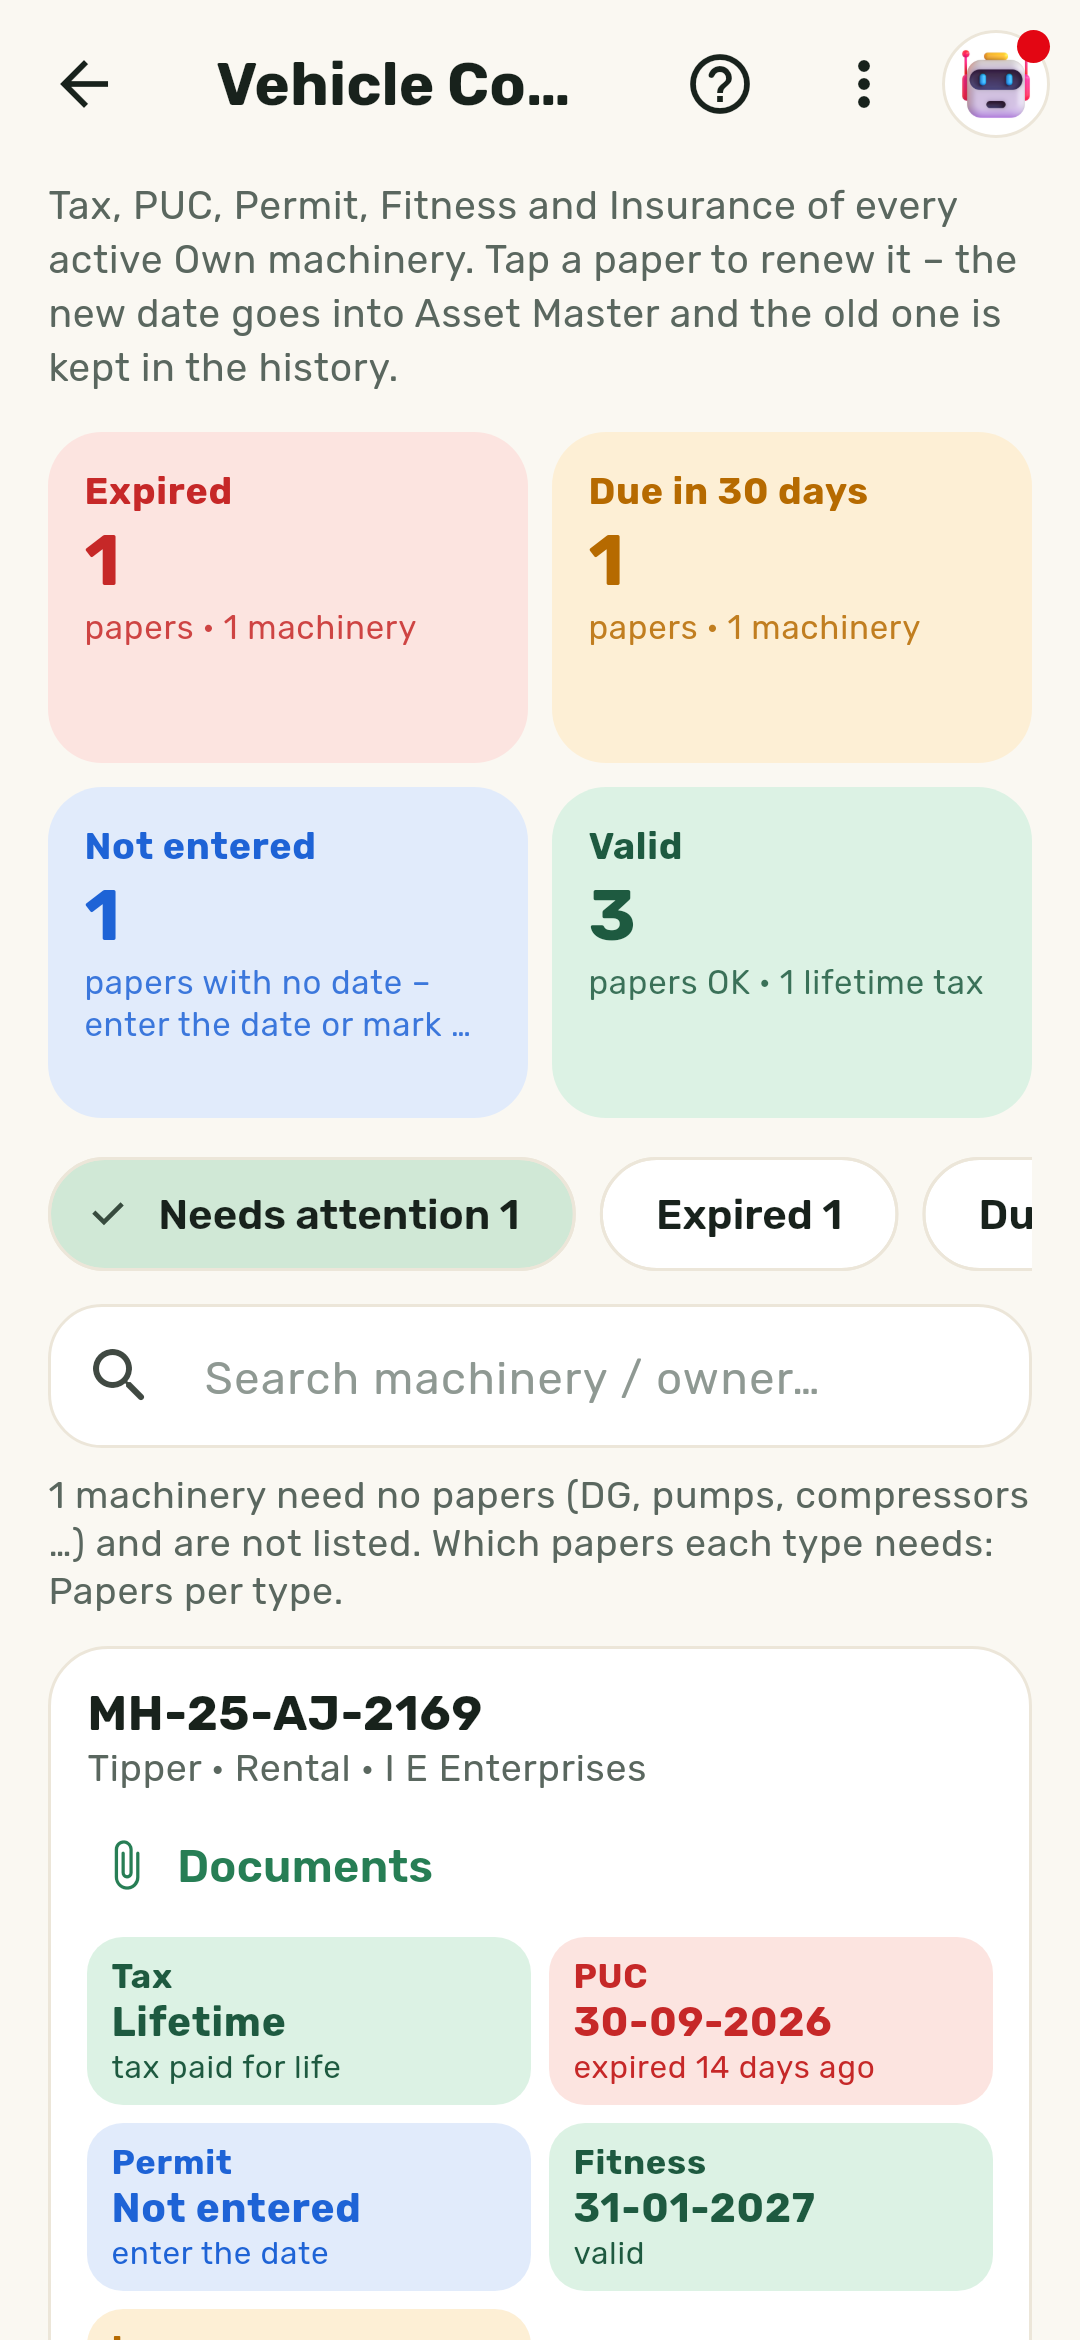 Vehicle Co...
Tax, PUC, Permit, Fitness and Insurance of every
active Own machinery. Tap a paper to renew it – the
new date goes into Asset Master and the old one is
kept in the history.
Expired
1
papers • 1 machinery
Due in 30 days
1
papers • 1 machinery
Not entered
1
papers with no date –
enter the date or mark ...
Valid
3
papers OK • 1 lifetime tax
Needs attention 1
Expired 1
Du
Search machinery / owner...
1 machinery need no papers (DG, pumps, compressors
...) and are not listed. Which papers each type needs:
Papers per type.
MH-25-AJ-2169
Tipper • Rental • I E Enterprises
Documents
Tax
Lifetime
tax paid for life
PUC
30-09-2026
expired 14 days ago
Permit
Not entered
enter the date
Fitness
31-01-2027
valid